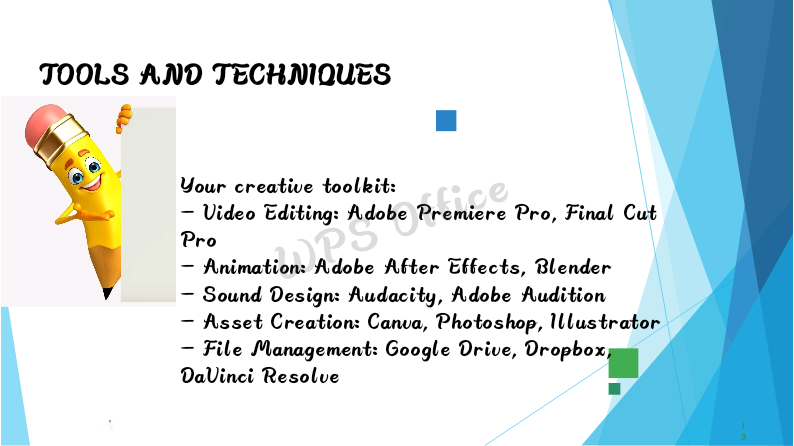 TOOLS AND TECHNIQUES
Your creative toolkit:
– Video Editing: Adobe Premiere Pro, Final Cut
Pro
– Animation: Adobe After Effects, Blender
– Sound Design: Audacity, Adobe Audition
– Asset Creation: Canva, Photoshop, Illustrator
– File Management: Google Drive, Dropbox,
DaVinci Resolve
WPS Office